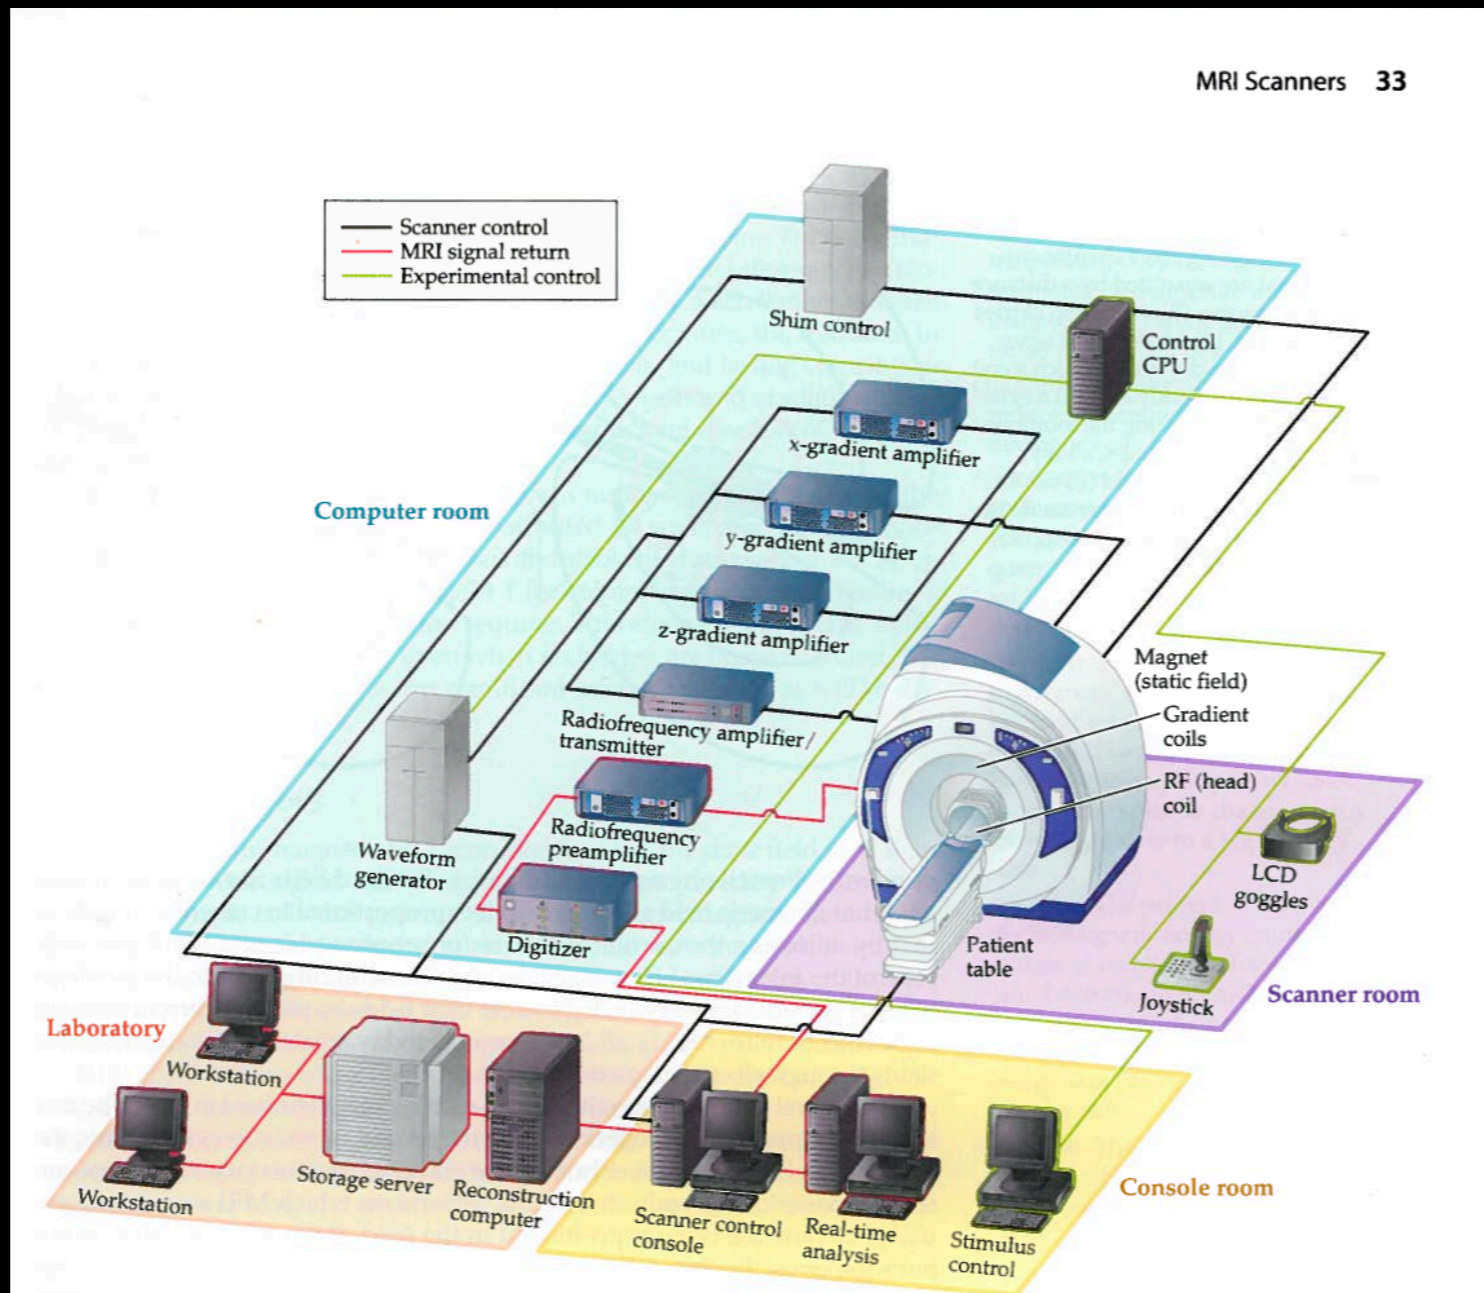 MRI Scanners 33
Scanner control
MRI signal return
Experimental control
Shim control
Control
CPU
x-gradient amplifier
Computer room
y-gradient amplifier
z-gradient amplifier
Magnet
(static field)
Gradient
coils
Radiofrequency amplifier/
transmitter
RF (head)
coil
Radiofrequency
preamplifier
Waveform
generator
LCD
goggles
Digitizer
Patient
table
Joystick
Scanner room
Laboratory
Workstation
Workstation
Storage server
Reconstruction
computer
Scanner control
console
Real-time
analysis
Stimulus
control
Console room